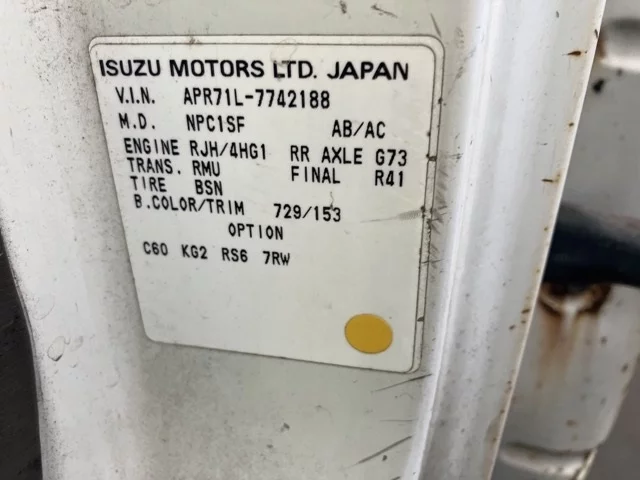 ISUZU MOTORS LTD. JAPAN
V.I.N. APR71L-7742188
M.D. NPC1SF AB/AC
ENGINE RJH/4HG1 RR AXLE G73
TRANS. RMU FINAL R41
TIRE BSN
B.COLOR/TRIM 729/153
OPTION
C60 KG2 RS6 7RW